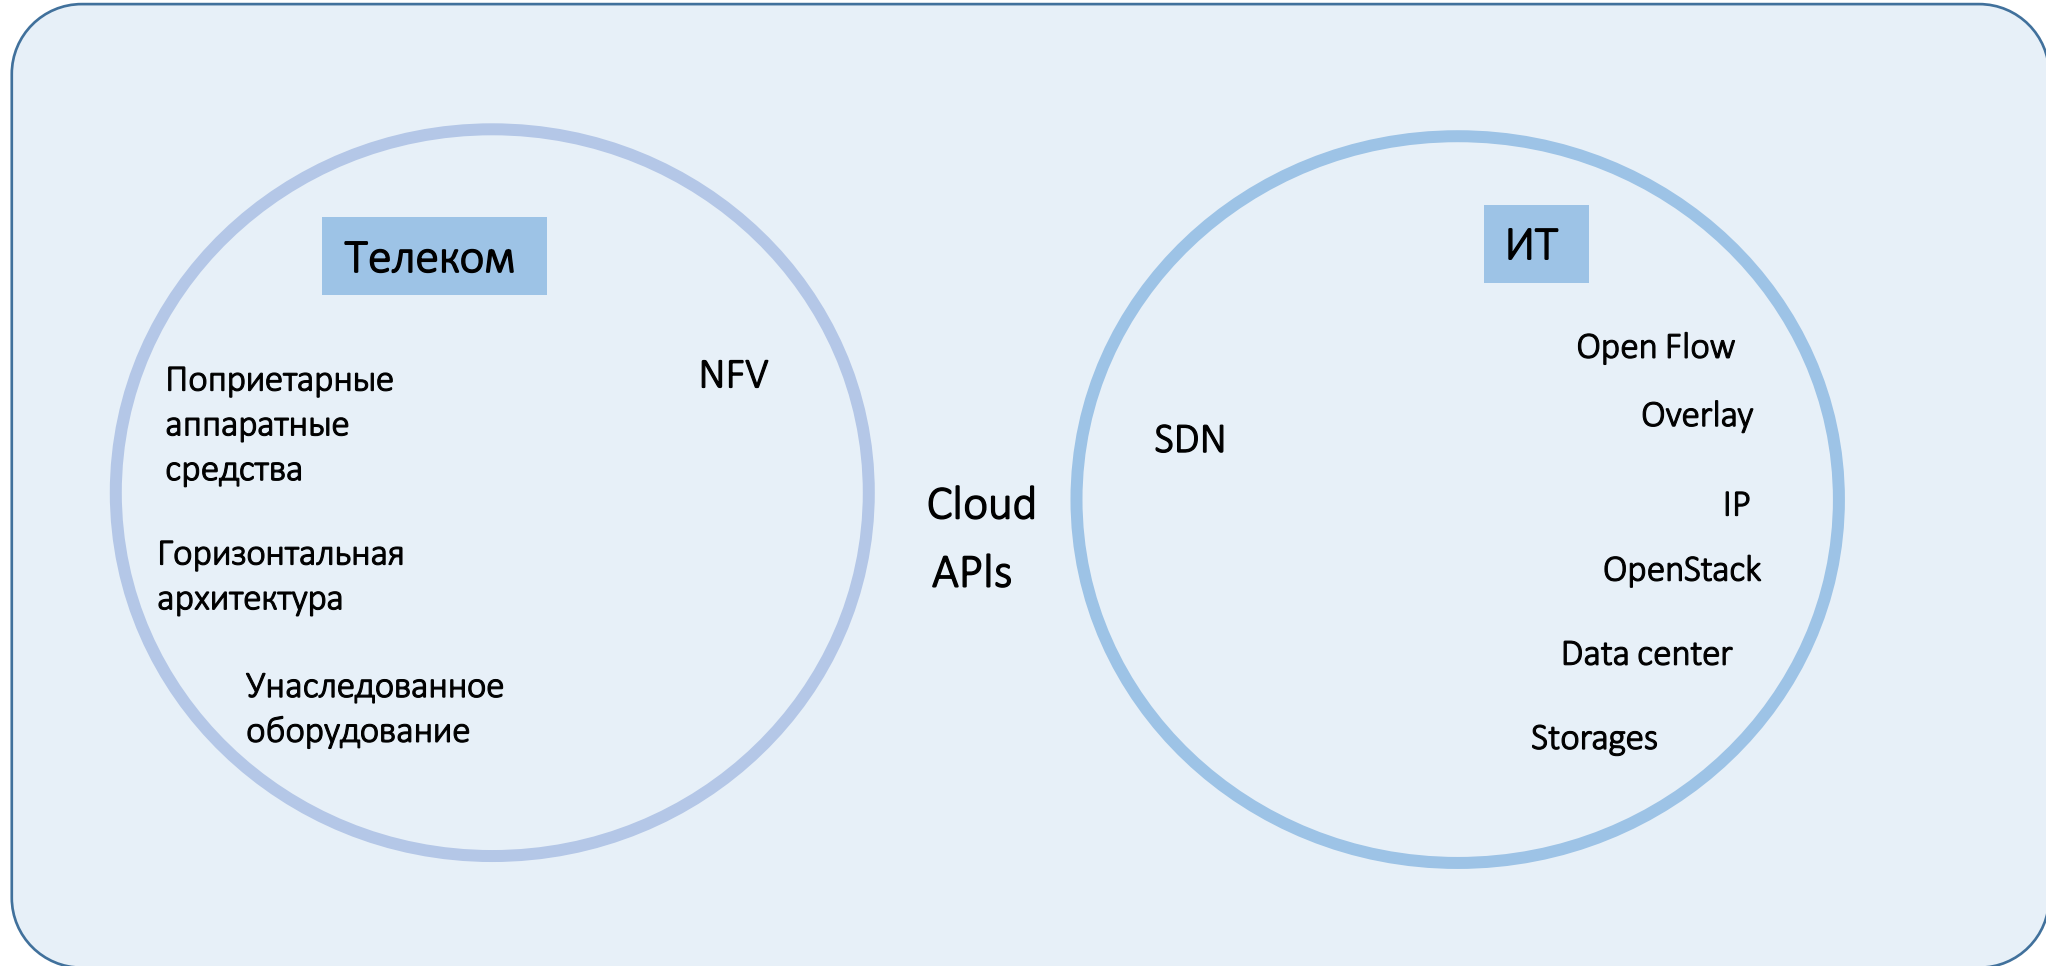 Телеком
Поприетарные
аппаратные
средства
NFV
Горизонтальная
архитектура
Унаследованное
оборудование
Cloud
APls
ИТ
SDN
Open Flow
Overlay
IP
OpenStack
Data center
Storages